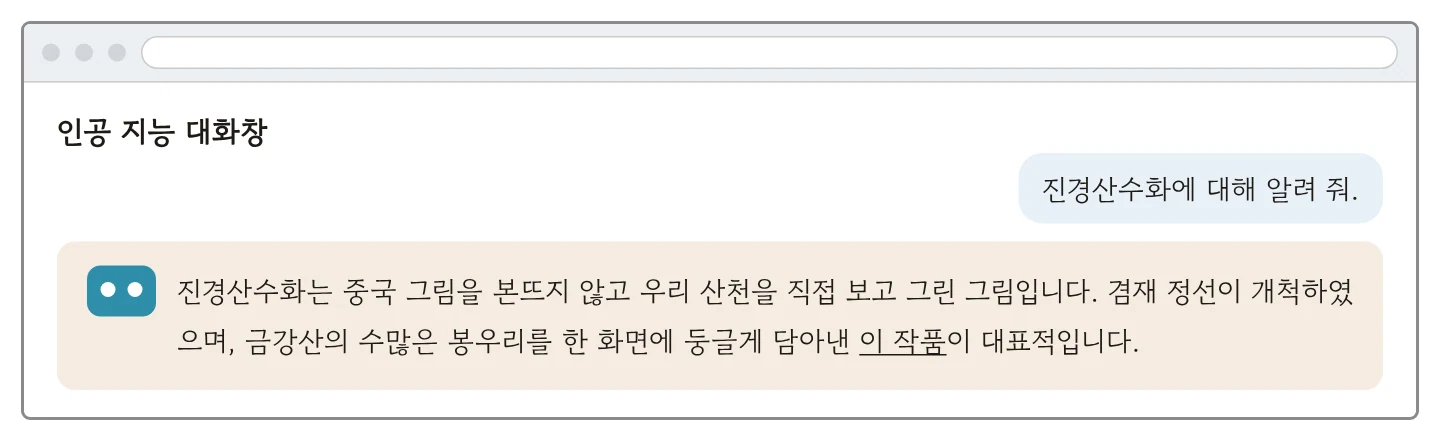 인공 지능 대화창
진경산수화에 대해 알려 줘.
진경산수화는 중국 그림을 본뜨지 않고 우리 산천을 직접 보고 그린 그림입니다. 겸재 정선이 개척하였
으며, 금강산의 수많은 봉우리를 한 화면에 둥글게 담아낸 이 작품이 대표적입니다.